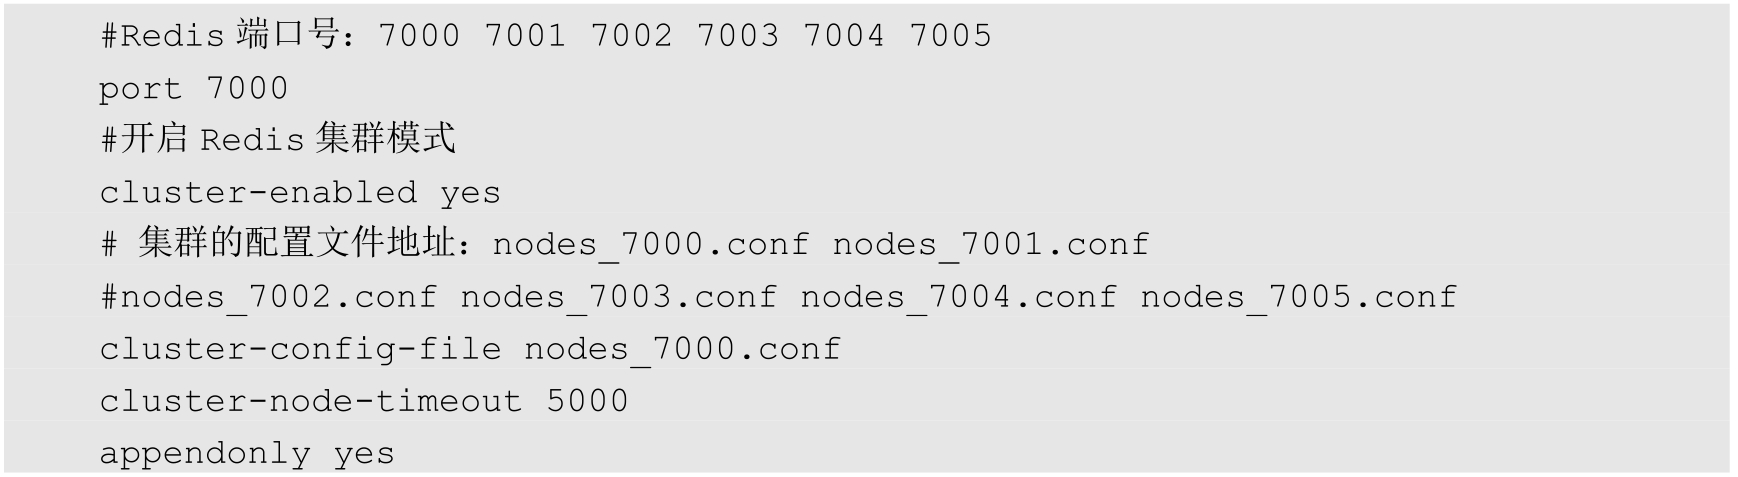 #Redis 端口号：7000 7001 7002 7003 7004 7005
port 7000
#开启 Redis 集群模式
cluster-enabled yes
# 集群的配置文件地址：nodes_7000.conf nodes_7001.conf
#nodes_7002.conf nodes_7003.conf nodes_7004.conf nodes_7005.conf
cluster-config-file nodes_7000.conf
cluster-node-timeout 5000
appendonly yes